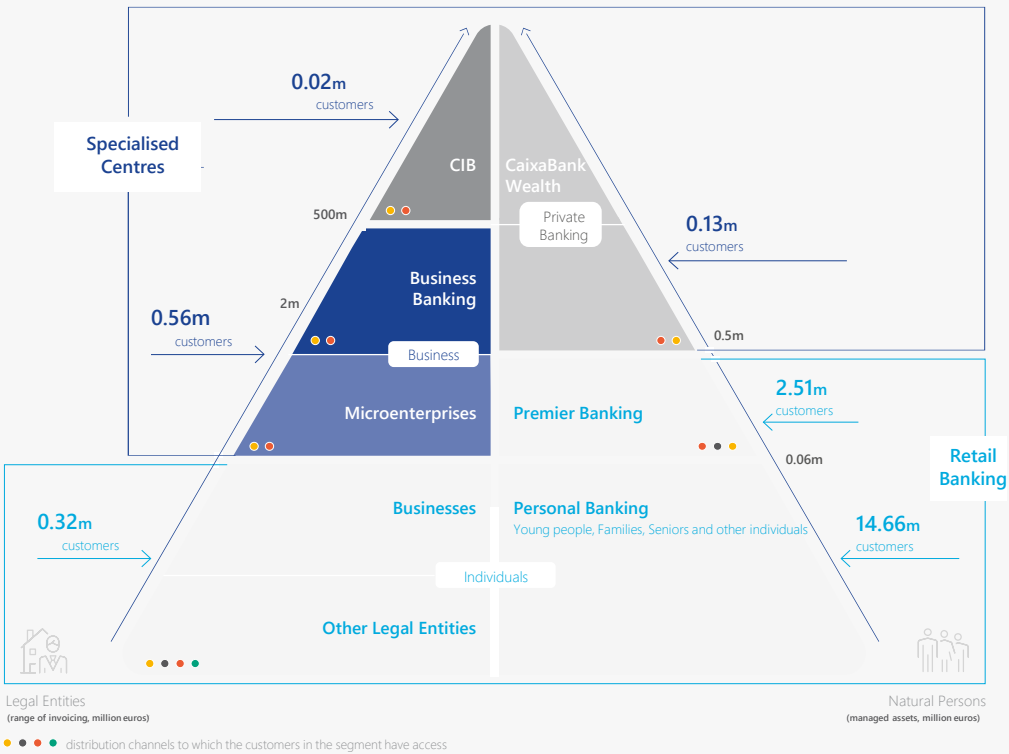 0.02m
customers
Specialised
Centres
CIB
CaixaBank
Wealth
500m
Private
Banking
0.13m
customers
Business
Banking
2m
0.56m
customers
0.5m
Business
2.51m
customers
Microenterprises
Premier Banking
0.06m
Retail
Banking
Businesses
Personal Banking
Young people, Families, Seniors and other individuals
0.32m
customers
14.66m
customers
Individuals
Other Legal Entities
Legal Entities
(range of invoicing, million euros)
Natural Persons
(managed assets, million euros)
distribution channels to which the customers in the segment have access